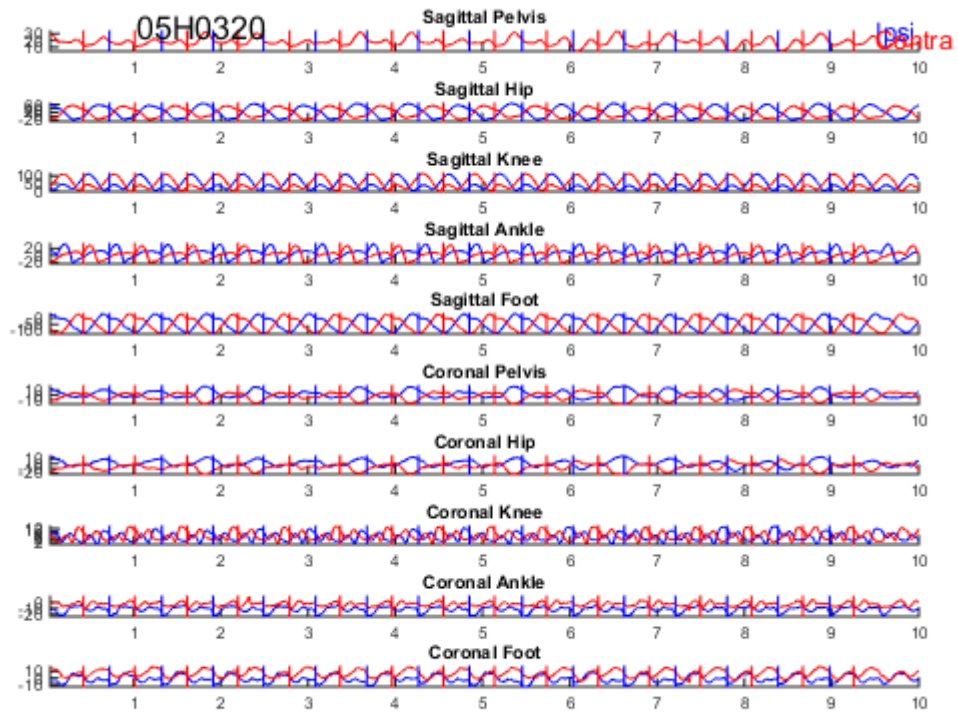 Sagittal Pelvis
05H0320
Ipsi
Contra
1 2 3 4 5 6 7 8 9 10
Sagittal Hip
1 2 3 4 5 6 7 8 9 10
Sagittal Knee
100
0
1 2 3 4 5 6 7 8 9 10
Sagittal Ankle
20
-20
1 2 3 4 5 6 7 8 9 10
Sagittal Foot
-100
1 2 3 4 5 6 7 8 9 10
Coronal Pelvis
10
-10
1 2 3 4 5 6 7 8 9 10
Coronal Hip
10
-20
1 2 3 4 5 6 7 8 9 10
Coronal Knee
1 2 3 4 5 6 7 8 9 10
Coronal Ankle
-20
1 2 3 4 5 6 7 8 9 10
Coronal Foot
10
-10
1 2 3 4 5 6 7 8 9 10